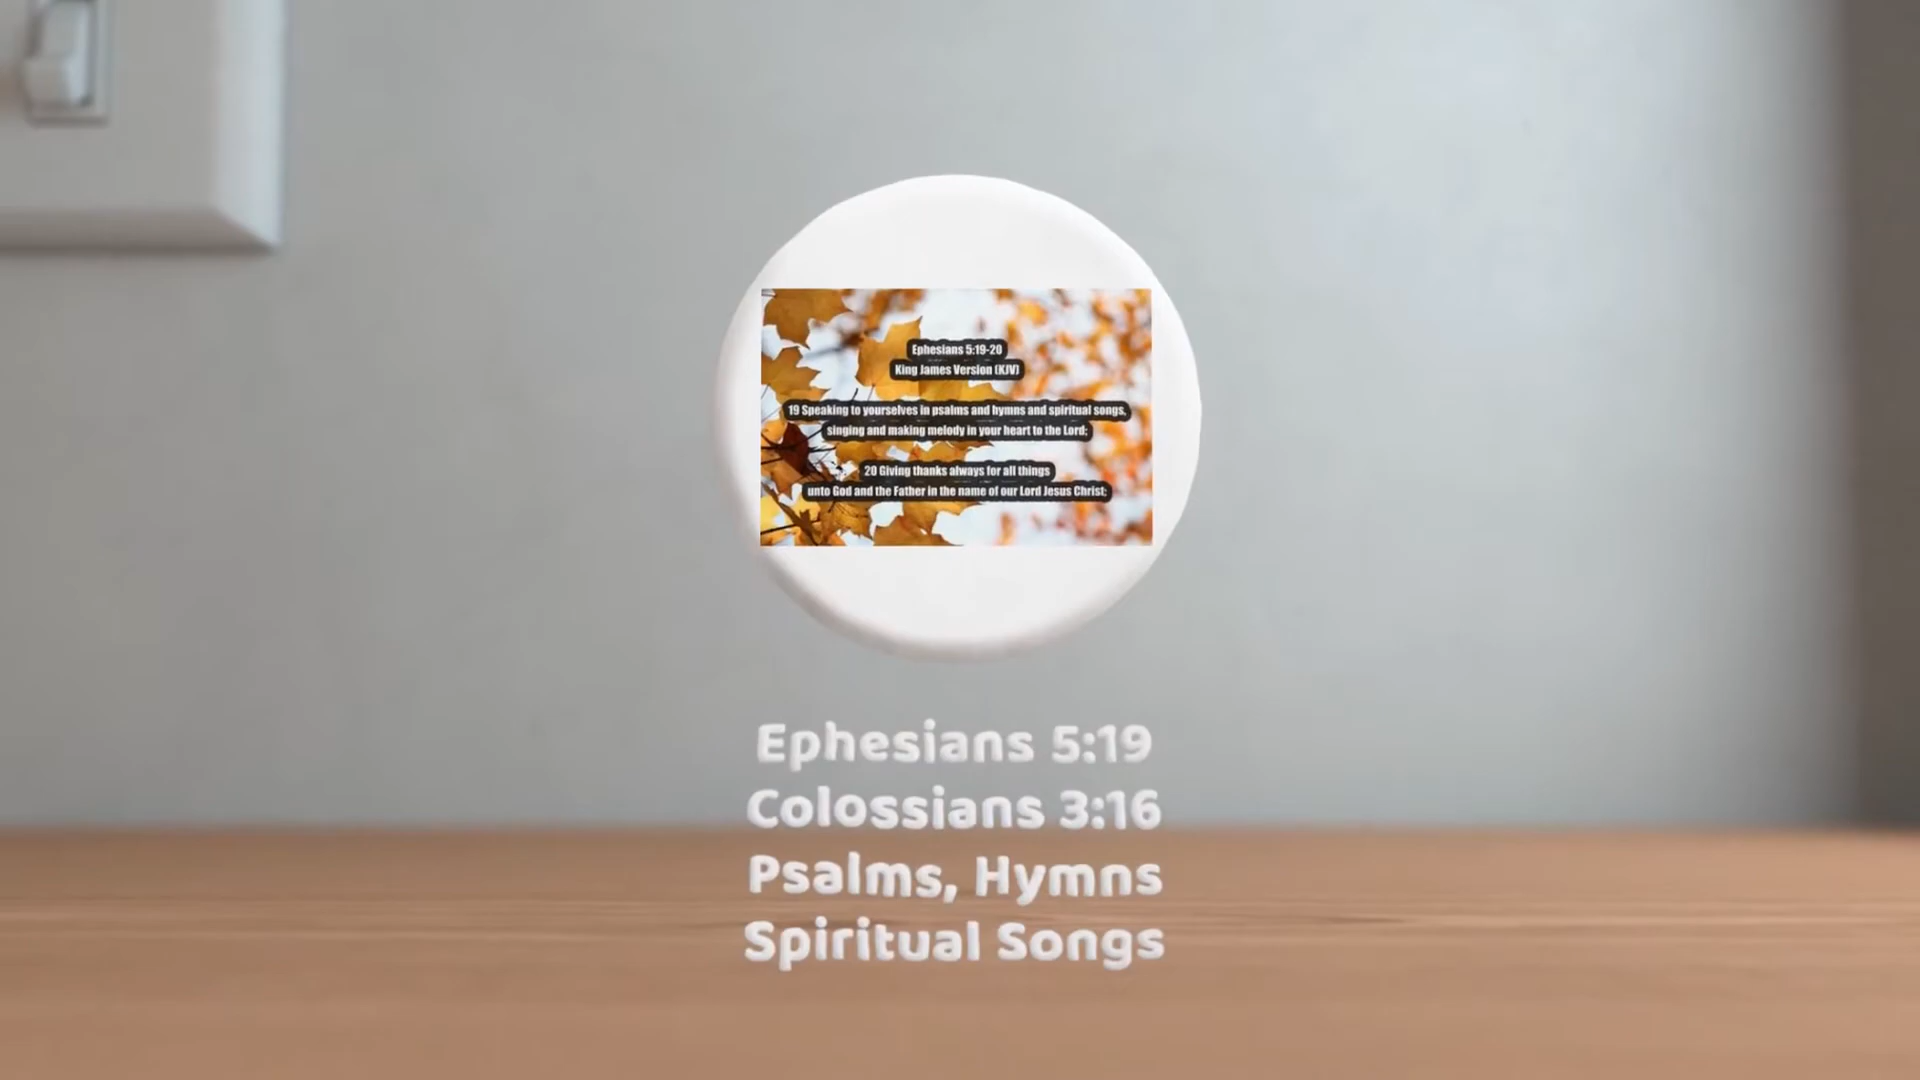 Ephesians 5:19-20
King James Version (KJV)
19 Speaking to yourselves in psalms and hymns and spiritual songs,
singing and making melody in your heart to the Lord;
20 Giving thanks always for all things
unto God and the Father in the name of our Lord Jesus Christ;
Ephesians 5:19
Colossians 3:16
Psalms, Hymns
Spiritual Songs